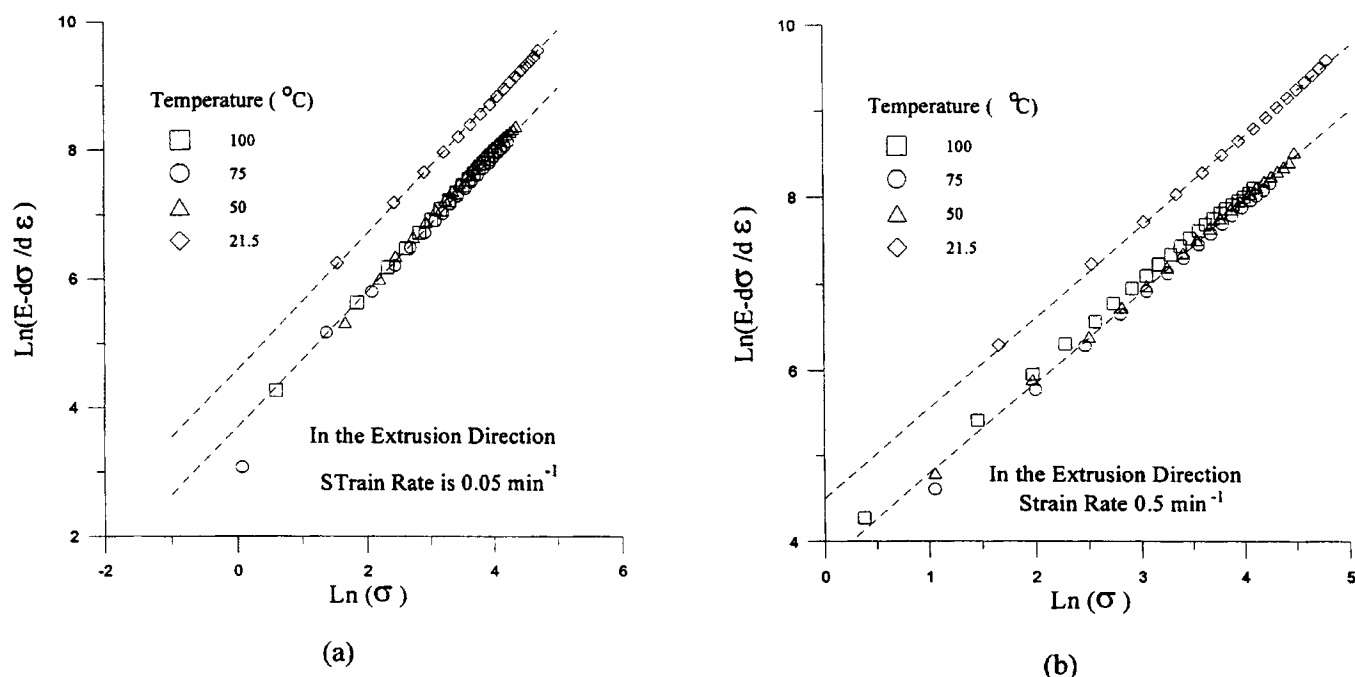 10
8
6
4
2
-2
0
2
4
6
Ln(E-dσ/dε)
Ln (σ)
Temperature ( °C)
100
75
50
21.5
In the Extrusion Direction
STrain Rate is 0.05 min⁻¹
(a)
10
8
6
4
0
1
2
3
4
5
Ln(E-dσ/dε)
Ln (σ)
Temperature ( °C)
100
75
50
21.5
In the Extrusion Direction
Strain Rate 0.5 min⁻¹
(b)